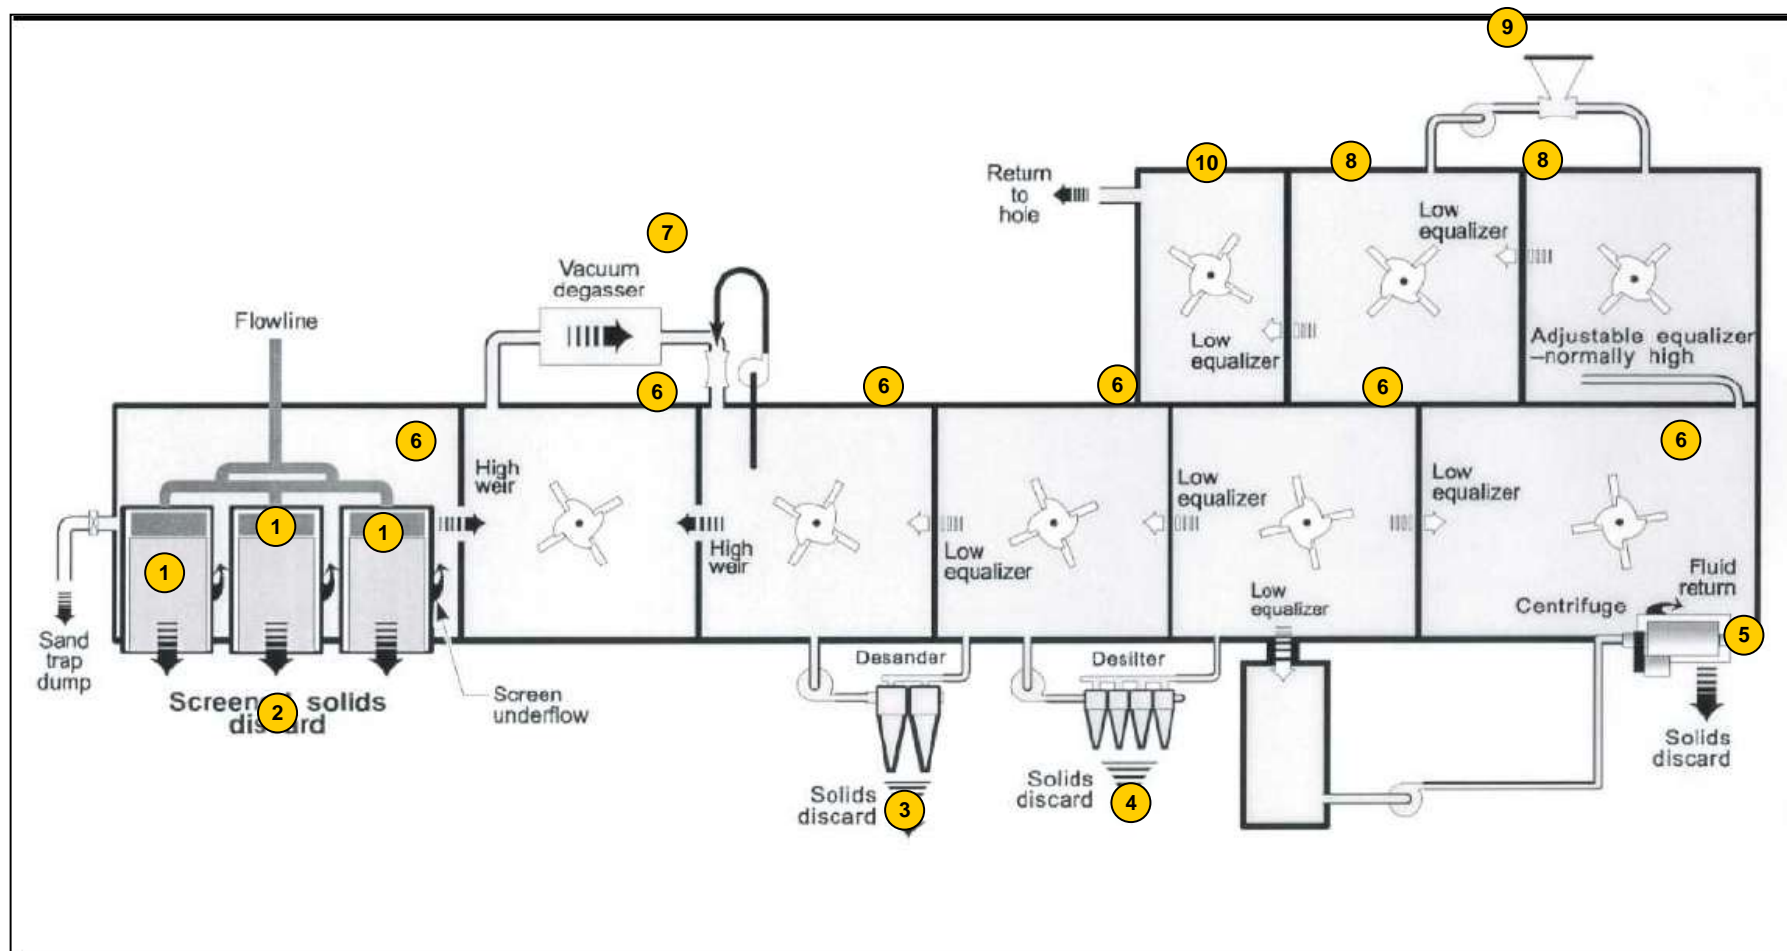 9
10
8
8
Return
to
hole
Low
equalizer
Low
equalizer
Adjustable equalizer
–normally high
7
Vacuum
degasser
Flowline
6
6
6
6
6
6
High
weir
High
weir
Low
equalizer
Low
equalizer
Low
equalizer
Low
equalizer
1
1
1
Sand
trap
dump
Screened solids
discard
2
Screen
underflow
Desander
Desilter
Centrifuge
Fluid
return
5
Solids
discard
3
Solids
discard
4
Solids
discard